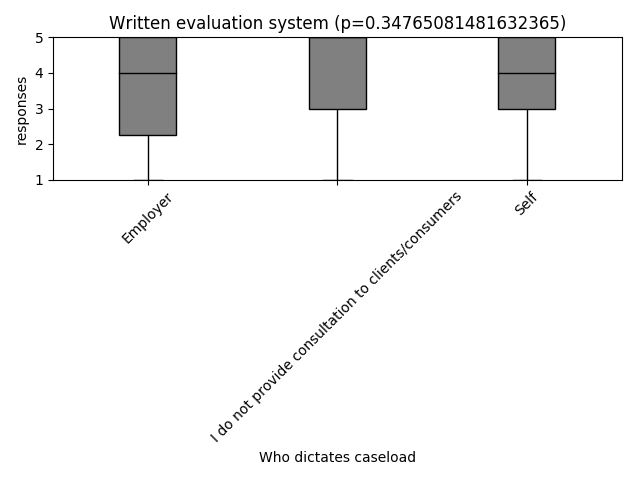 Written evaluation system (p=0.34765081481632365)
responses
5
4
3
2
1
Employer
I do not provide consultation to clients/consumers
Self
Who dictates caseload